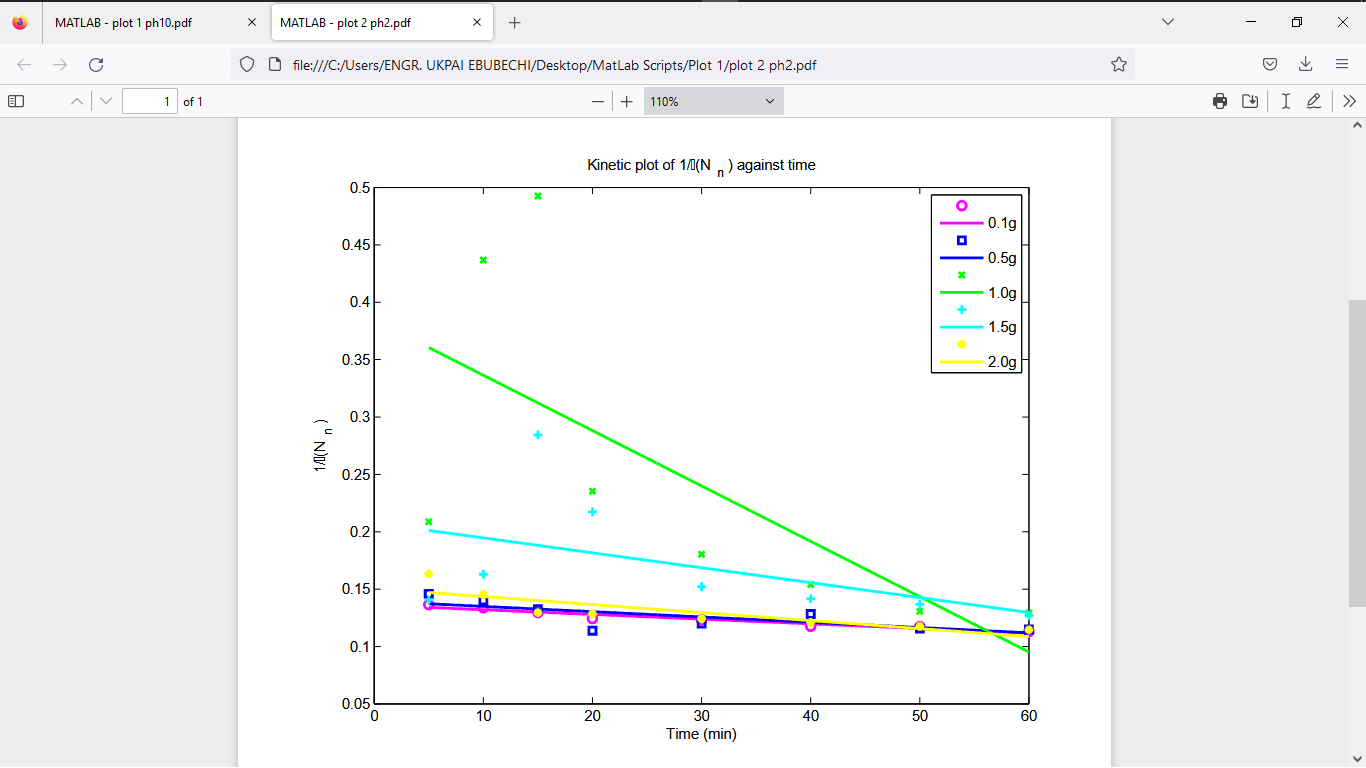 MATLAB - plot 1 ph10.pdf
MATLAB - plot 2 ph2.pdf
file:///C:/Users/ENGR. UKPAI EBUBECHI/Desktop/MatLab Scripts/Plot 1/plot 2 ph2.pdf
1 of 1
110%
Kinetic plot of 1/▯(N n ) against time
0.5
0.45
0.4
0.35
0.3
0.25
0.2
0.15
0.1
0.05
1/▯(N n )
0.1g
0.5g
1.0g
1.5g
2.0g
0 10 20 30 40 50 60
Time (min)